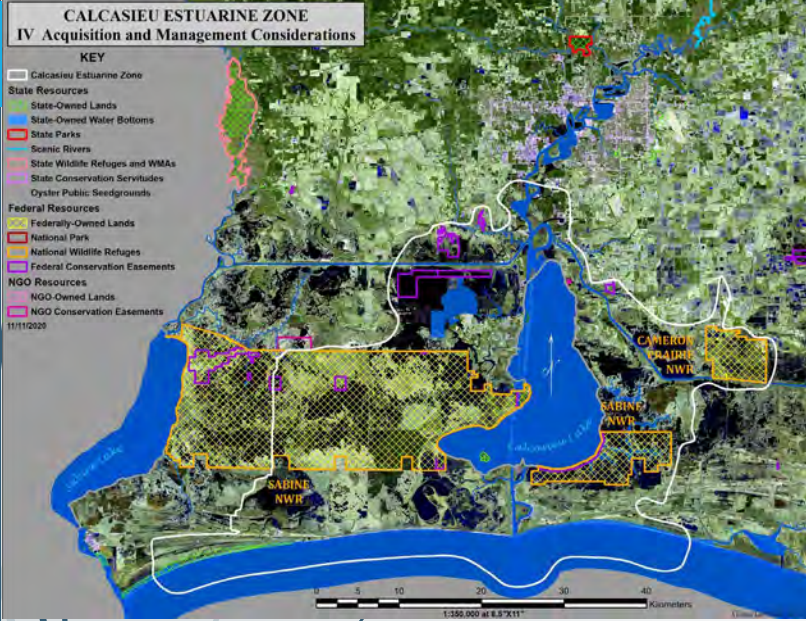 CALCASIEU ESTUARINE ZONE
IV Acquisition and Management Considerations
KEY
Calcasieu Estuarine Zone
State Resources
State-Owned Lands
State-Owned Water Bottoms
State Parks
Scenic Rivers
State Wildlife Refuges and WMAs
State Conservation Servitudes
Oyster Public Seedgrounds
Federal Resources
Federally-Owned Lands
National Park
National Wildlife Refuges
Federal Conservation Easements
NGO Resources
NGO-Owned Lands
NGO Conservation Easements
11/11/2020
CAMERON
PRAIRIE
NWR
SABINE
NWR
Calcasieu Lake
Sabine Lake
SABINE
NWR
0 5 10 20 30 40
Kilometers
1:350,000 at 8.5"X11"